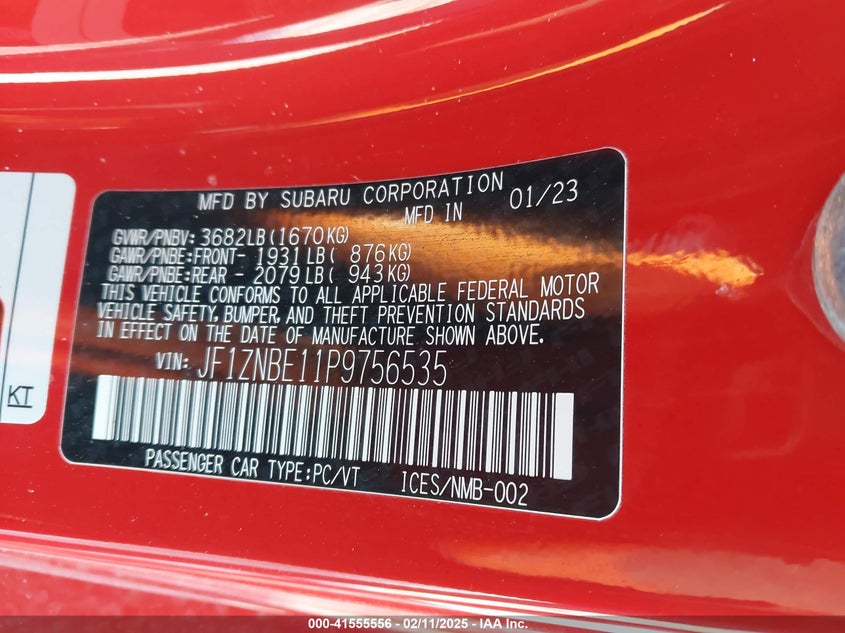 MFD BY SUBARU CORPORATION 01/23
MFD IN
GVWR/PNBV: 3682LB(1670KG)
GAWR/PNBE:FRONT- 1931LB( 876KG)
GAWR/PNBE:REAR - 2079LB( 943KG)
THIS VEHICLE CONFORMS TO ALL APPLICABLE FEDERAL MOTOR
VEHICLE SAFETY, BUMPER, AND THEFT PREVENTION STANDARDS
IN EFFECT ON THE DATE OF MANUFACTURE SHOWN ABOVE.
VIN: JF1ZNBE11P9756535
PASSENGER CAR TYPE:PC/VT ICES/NMB-002
KT
000-41555556 - 02/11/2025 - IAA Inc.